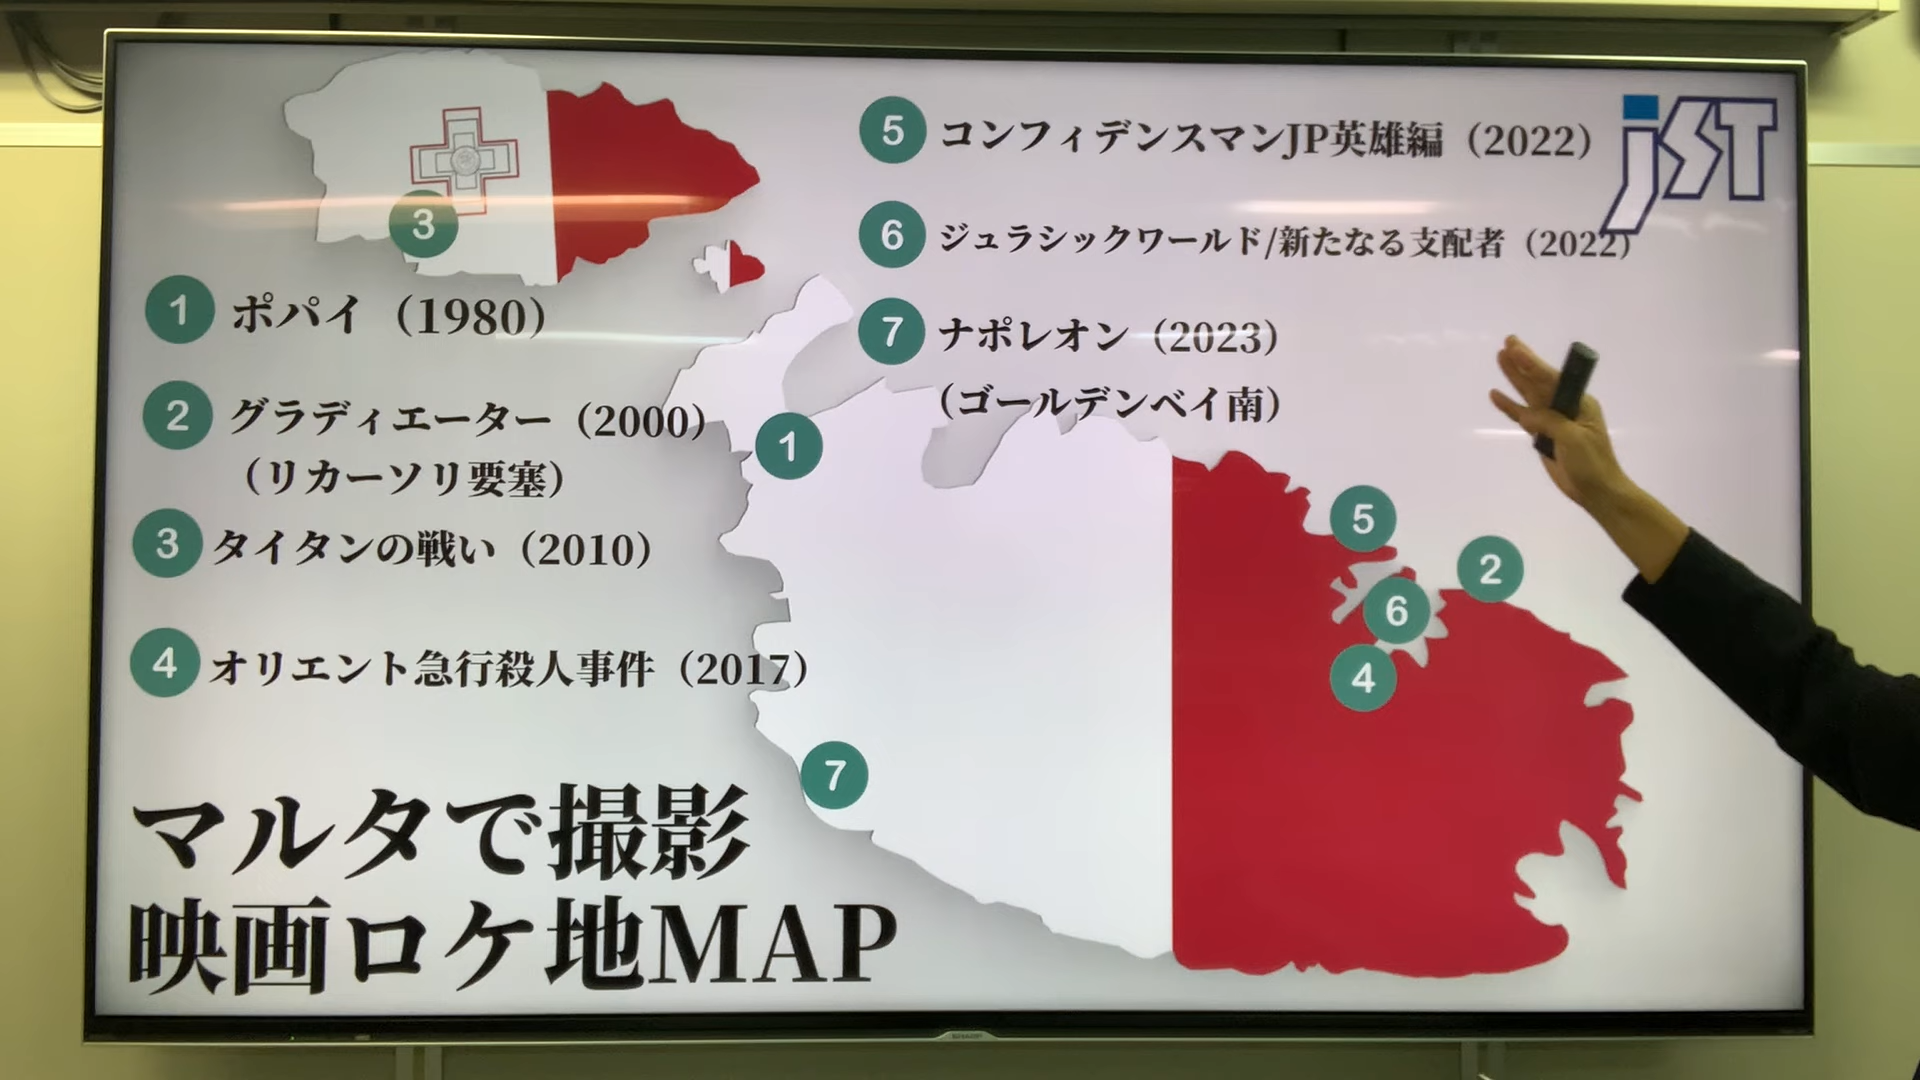 3
1 ポパイ（1980）
2 グラディエーター（2000）
（リカーソリ要塞）
3 タイタンの戦い（2010）
4 オリエント急行殺人事件（2017）
5 コンフィデンスマンJP英雄編（2022）
6 ジュラシックワールド/新たなる支配者（2022）
7 ナポレオン（2023）
（ゴールデンベイ南）
jST
1
5
2
6
4
7
マルタで撮影
映画ロケ地MAP